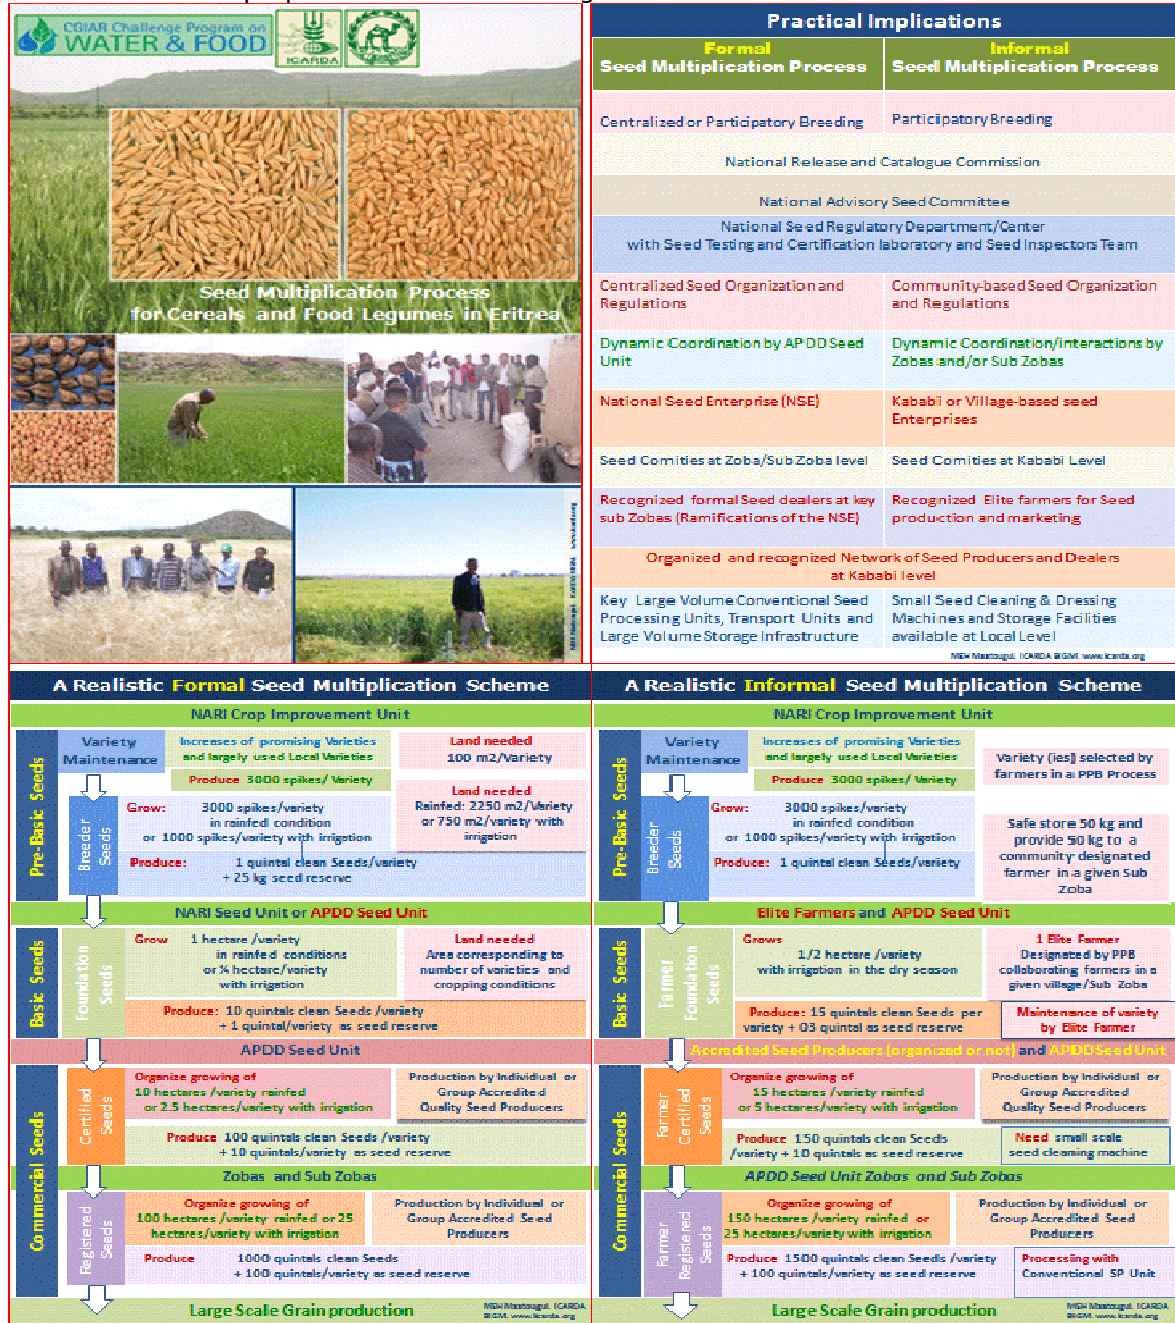 CGIAR Challenge Program on
WATER & FOOD
ICARDA
Seed Multiplication Process
for Cereals and Food Legumes in Eritrea
Practical Implications
Formal
Seed Multiplication Process
Informal
Seed Multiplication Process
Centralized or Participatory Breeding
Particiipatory Breeding
National Release and Catalogue Commission
National Advisory Seed Committee
National Seed Regulatory Department/Center
with Seed Testing and Certification laboratory and Seed Inspectors Team
Centralized Seed Organization and
Regulations
Community-based Seed Organization
and Regulations
Dynamic Coordination by APDD Seed
Unit
Dynamic Coordination/interactions by
Zobas and/or Sub Zobas
National Seed Enterprise (NSE)
Kababii or Village-based seed
Enterprises
Seed Comities at Zoba/Sub Zoba level
Seed Comities at Kababi Level
Recognized formal Seed dealers at key
sub Zobas (Ramifications of the NSE)
Recognized Elite farmers for Seed
production and marketing
Organized and recognized Network of Seed Producers and Dealers
at Kababi level
Key Large Volume Conventional Seed
Processing Units, Transport Units and
Large Volume Storage Infrastructure
Small Seed Cleaning & Dressing
Machines and Storage Facilities
available at Local Level
MEH Maatougui. ICARDA BIGM. www.icarda.org
A Realistic Formal Seed Multiplication Scheme
NARI Crop Improvement Unit
Pre-Basic Seeds
Variety
Maintenance
Increases of promising Varieties
and largely used Local Varieties
Produce 3000 spikes/ Variety
Land needed
100 m2/Variety
Breeder
Seeds
Grow: 3000 spikes/variety
in rainfed condition
or 1000 spikes/variety with irrigation
Land needed
Rainfed: 2250 m2/Variety
or 750 m2/variety with
irrigation
Produce: 1 quintal clean Seeds/variety
+ 25 kg seed reserve
NARI Seed Unit or APDD Seed Unit
Basic Seeds
Foundation
Seeds
Grow 1 hectare /variety
in rainfed conditions
or ¼ hectare/variety
with irrigation
Land needed
Area corresponding to
number of varieties and
cropping conditions
Produce: 10 quintals clean Seeds /variety
+ 1 quintal/variety as seed reserve
APDD Seed Unit
Commercial Seeds
Certified
Seeds
Organize growing of
10 hectares /variety rainfed
or 2.5 hectares/variety with irrigation
Production by Individual or
Group Accredited
Quality Seed Producers
Produce 100 quintals clean Seeds /variety
+ 10 quintals/variety as seed reserve
Zobas and Sub Zobas
Registered
Seeds
Organize growing of
100 hectares /variety rainfed or 25
hectares/variety with irrigation
Production by Individual or
Group Accredited Seed
Producers
Produce 1000 quintals clean Seeds
+ 100 quintals/variety as seed reserve
Large Scale Grain production
MEH Maatougui. ICARDA
BIGM. www.icarda.org
A Realistic Informal Seed Multiplication Scheme
NARI Crop Improvement Unit
Pre-Basic Seeds
Variety
Maintenance
Increases of promising Varieties
and largely used Local Varieties
Produce 3000 spikes/ Variety
Variety (ies) selected by
farmers in a PPB Process
Breeder
Seeds
Grow: 3000 spikes/variety
in rainfed condition
or 1000 spikes/variety with irrigation
Produce: 1 quintal clean Seeds/variety
Safe store 50 kg and
provide 50 kg to a
community designated
farmer in a given Sub
Zoba
Elite Farmers and APDD Seed Unit
Basic Seeds
Farmer
Foundation
Seeds
Grows
1/2 hectare /variety
with irrigation in the dry season
1 Elite Farmer
Designated by PPB
collaborating farmers in a
given village/Sub Zoba
Produce: 15 quintals clean Seeds per
variety + 03 quintal as seed reserve
Maintenance of variety
by Elite Farmer
Accredited Seed Producers (organized or not) and APDD Seed Unit
Commercial Seeds
Farmer
Certified
Seeds
Organize growing of
15 hectares /variety rainfed
or 5 hectares/variety with irrigation
Production by Individual or
Group Accredited
Quality Seed Producers
Produce 150 quintals clean Seeds
/variety + 10 quintals as seed reserve
Need small scale
seed cleaning machine
APDD Seed Unit Zobas and Sub Zobas
Farmer
Registered
Seeds
Organize growing of
150 hectares /variety rainfed or
25 hectares/variety with irrigation
Production by Individual or
Group Accredited Seed
Producers
Produce 1500 quintals clean Seeds /variety
+ 100 quintals/variety as seed reserve
Processing with
Conventional SP Unit
Large Scale Grain production
MEH Maatougui. ICARDA
BIGM. www.icarda.org